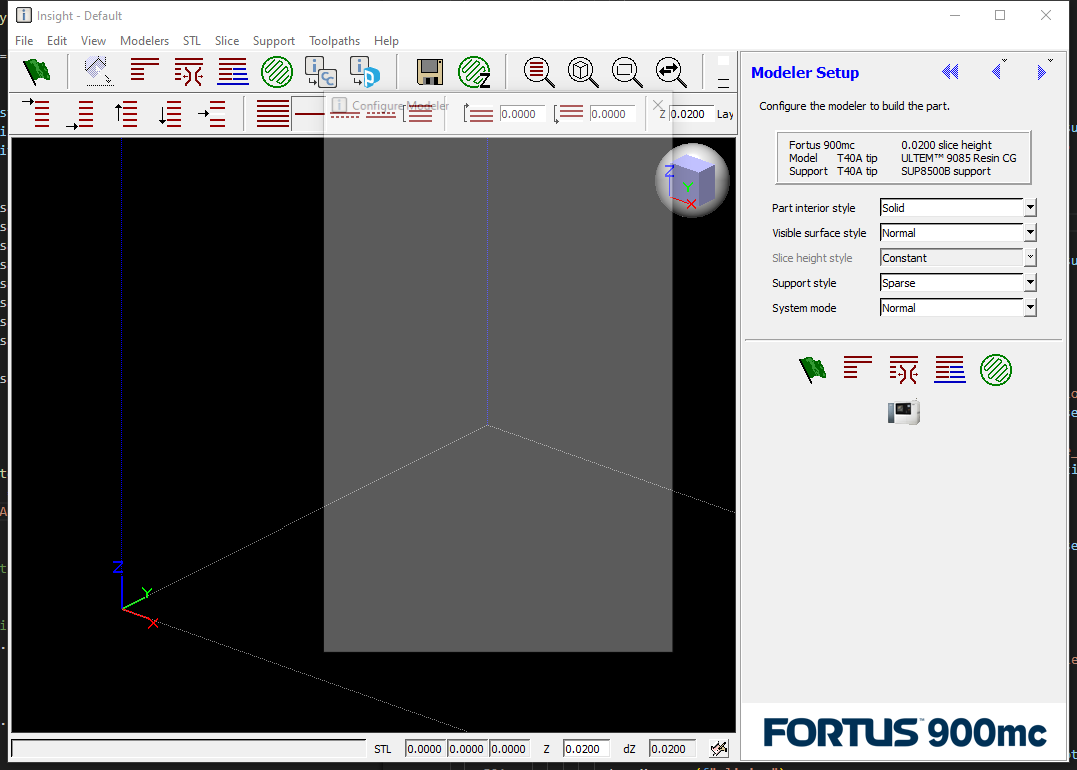 Insight - Default
File Edit View Modelers STL Slice Support Toolpaths Help
Configure Modeler
0.0000
0.0000
Z 0.0200 Lay
Z
Y
X
Z
Y
X
STL 0.0000 0.0000 0.0000 Z 0.0200 dZ 0.0200
Modeler Setup
Configure the modeler to build the part.
Fortus 900mc 0.0200 slice height
Model T40A tip ULTEM™ 9085 Resin CG
Support T40A tip SUP8500B support
Part interior style Solid
Visible surface style Normal
Slice height style Constant
Support style Sparse
System mode Normal
FORTUS™ 900mc